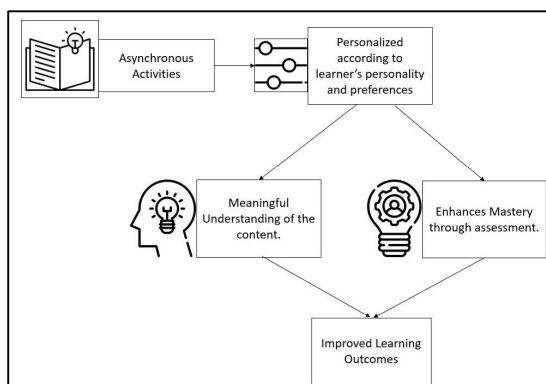 Asynchronous
Activities
Personalized
according to
learner's personality
and preferences
Meaningful
Understanding of the
content.
Enhances Mastery
through assessment.
Improved Learning
Outcomes